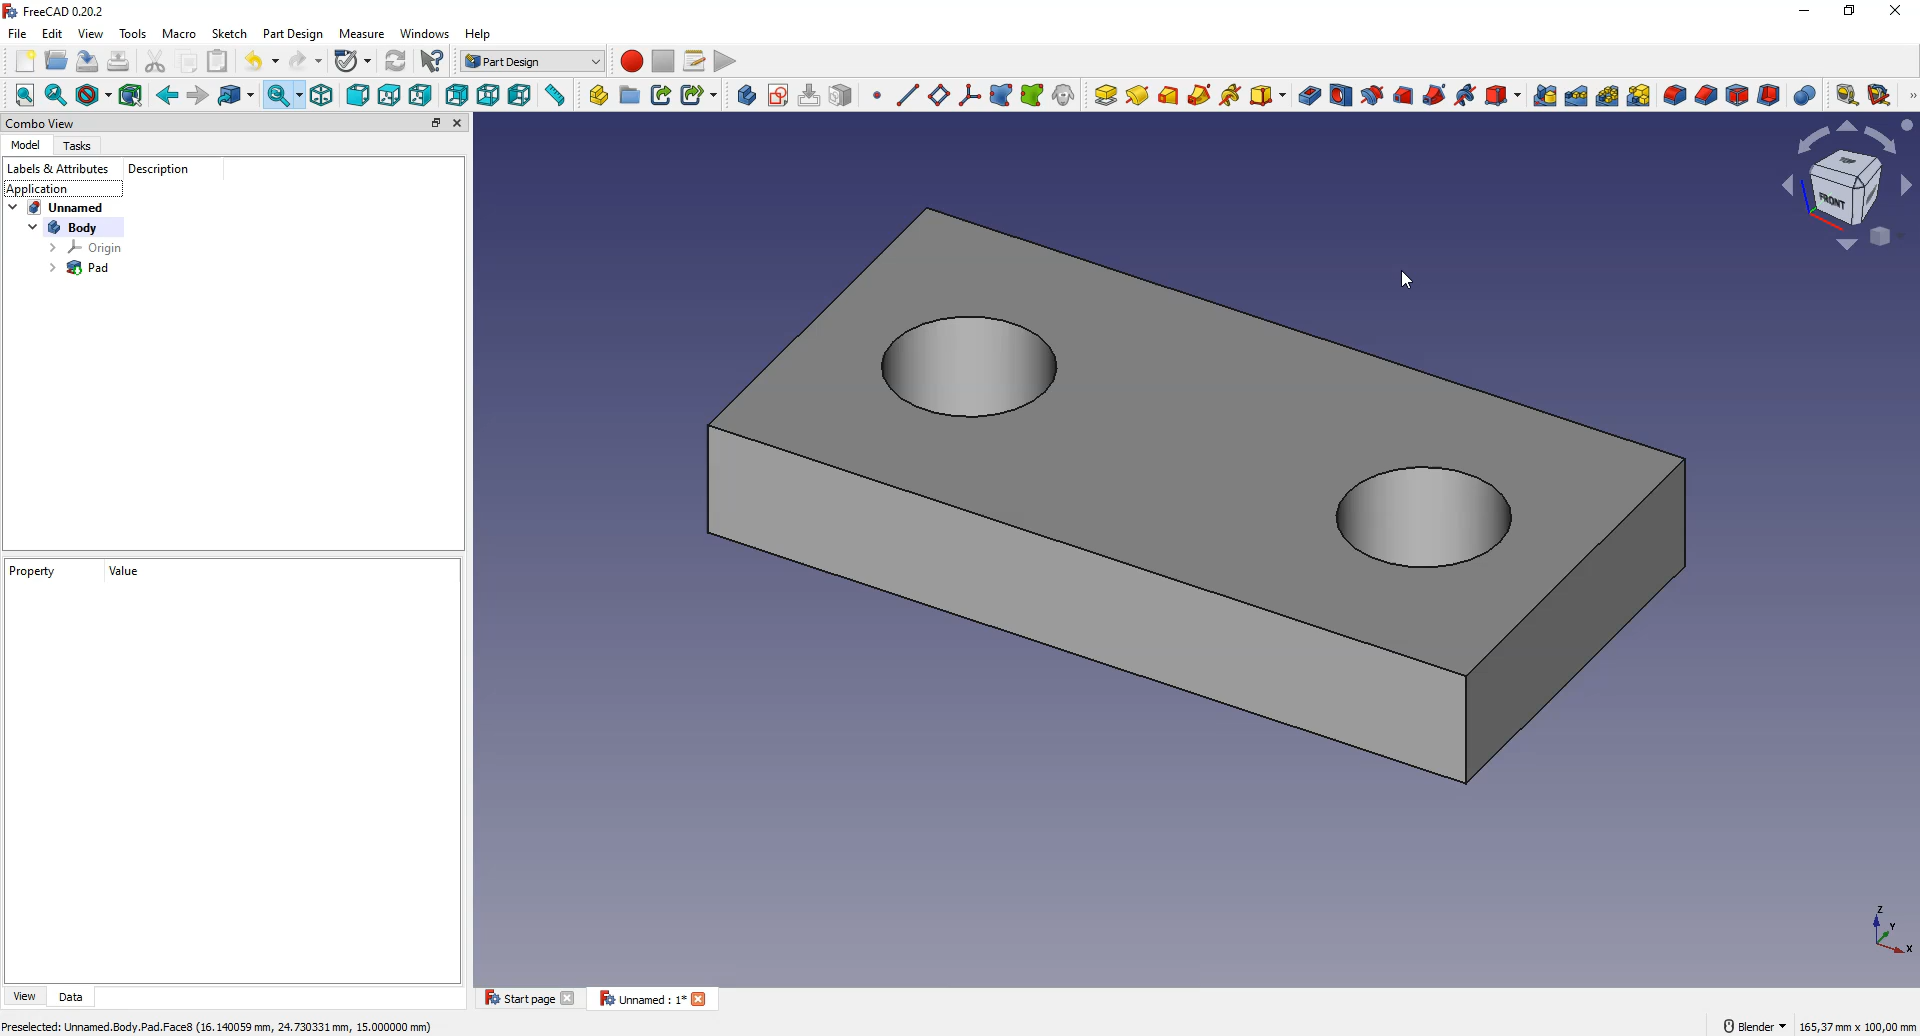 FreeCAD 0.20.2
File Edit View Tools Macro Sketch Part Design Measure Windows Help
Part Design
Combo View
Model Tasks
Labels & Attributes Description
Application
Unnamed
Body
Origin
Pad
Property Value
View Data
TOP
FRONT
Z
Y
X
Start page Unnamed : 1*
Preselected: Unnamed.Body.Pad.Face8 (16.140059 mm, 24.730331 mm, 15.000000 mm)
Blender 165,37 mm x 100,00 mm